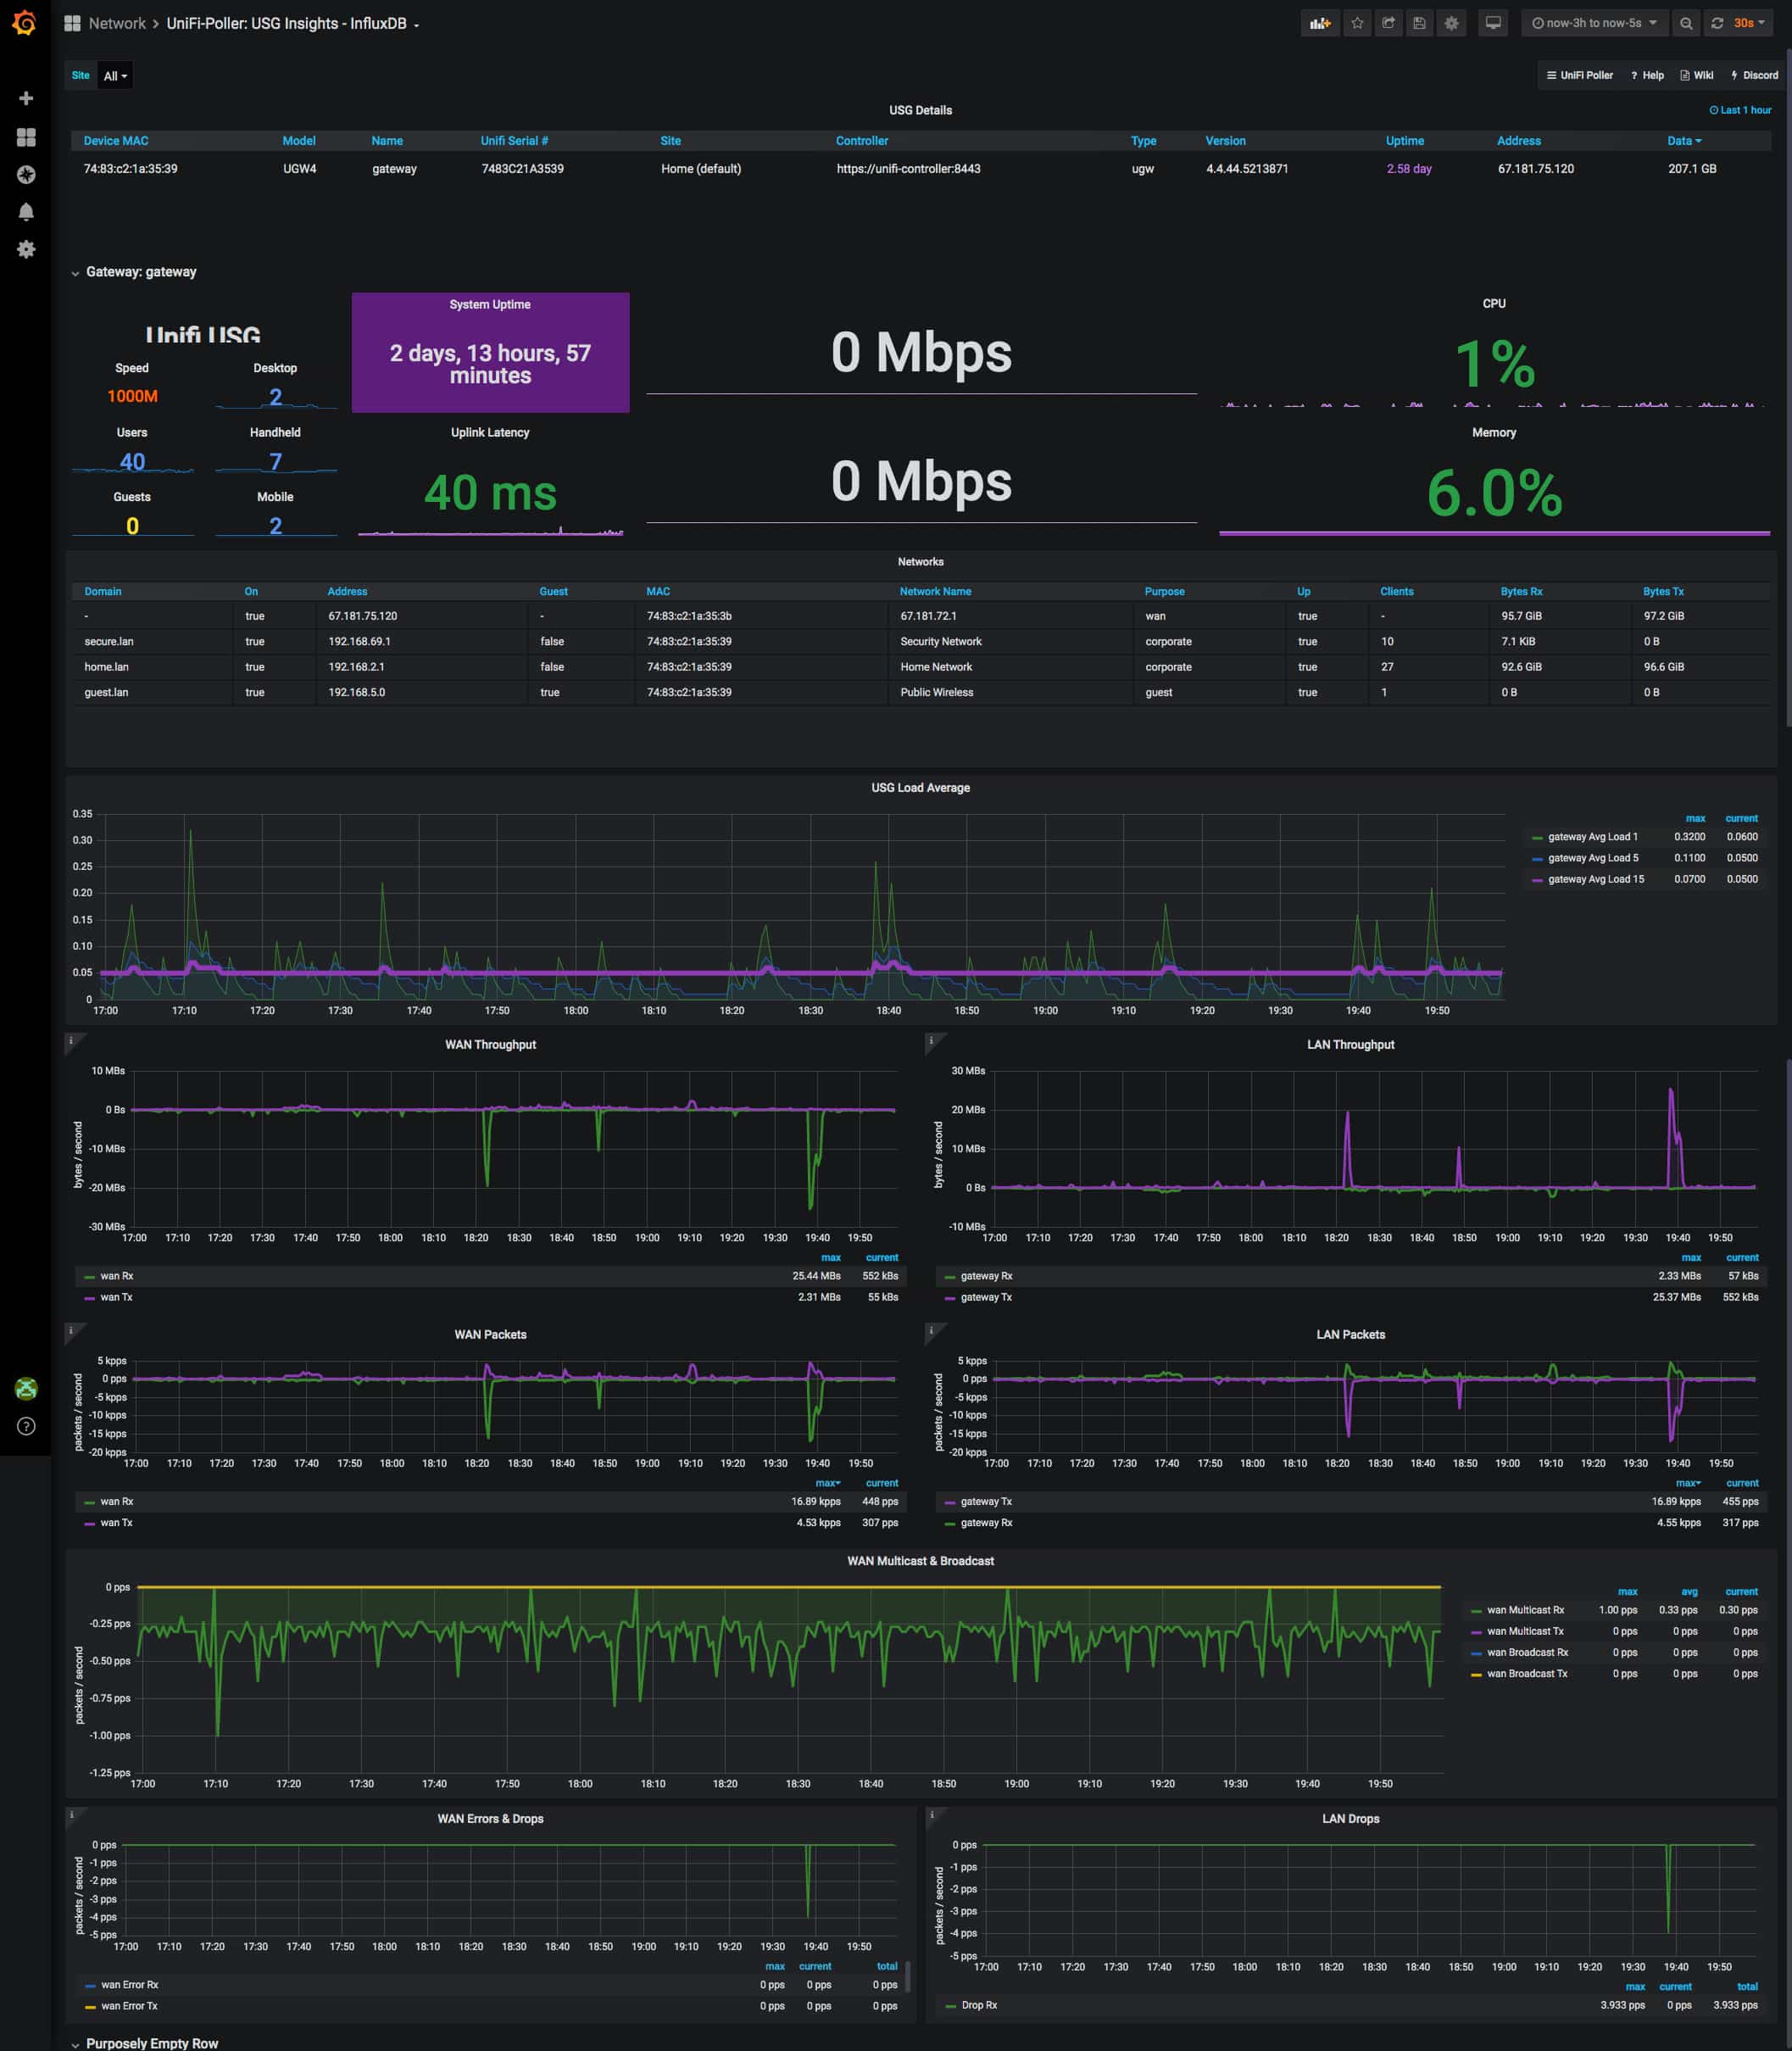 Network > UniFi-Poller: USG Insights - InfluxDB
now-3h to now-5s 30s
Site All
UniFi Poller ? Help Wiki Discord
USG Details
Last 1 hour
Device MAC Model Name Unifi Serial # Site Controller Type Version Uptime Address Data
74:83:c2:1a:35:39 UGW4 gateway 7483C21A3539 Home (default) https://unifi-controller:8443 ugw 4.4.44.5213871 2.58 day 67.181.75.120 207.1 GB
Gateway: gateway
Unifi USG
Speed
1000M
Desktop
2
Users
40
Handheld
7
Guests
0
Mobile
2
System Uptime
2 days, 13 hours, 57
minutes
Uplink Latency
40 ms
0 Mbps
0 Mbps
CPU
1%
Memory
6.0%
Networks
Domain On Address Guest MAC Network Name Purpose Up Clients Bytes Rx Bytes Tx
- true 67.181.75.120 - 74:83:c2:1a:35:3b 67.181.72.1 wan true - 95.7 GiB 97.2 GiB
secure.lan true 192.168.69.1 false 74:83:c2:1a:35:39 Security Network corporate true 10 7.1 KiB 0 B
home.lan true 192.168.2.1 false 74:83:c2:1a:35:39 Home Network corporate true 27 92.6 GiB 96.6 GiB
guest.lan true 192.168.5.0 true 74:83:c2:1a:35:39 Public Wireless guest true 1 0 B 0 B
USG Load Average
0.35
0.30
0.25
0.20
0.15
0.10
0.05
0
17:00 17:10 17:20 17:30 17:40 17:50 18:00 18:10 18:20 18:30 18:40 18:50 19:00 19:10 19:20 19:30 19:40 19:50
max current
gateway Avg Load 1 0.3200 0.0600
gateway Avg Load 5 0.1100 0.0500
gateway Avg Load 15 0.0700 0.0500
WAN Throughput
bytes / second
10 MBs
0 Bs
-10 MBs
-20 MBs
-30 MBs
17:00 17:10 17:20 17:30 17:40 17:50 18:00 18:10 18:20 18:30 18:40 18:50 19:00 19:10 19:20 19:30 19:40 19:50
max current
wan Rx 25.44 MBs 552 kBs
wan Tx 2.31 MBs 55 kBs
LAN Throughput
bytes / second
30 MBs
20 MBs
10 MBs
0 Bs
-10 MBs
17:00 17:10 17:20 17:30 17:40 17:50 18:00 18:10 18:20 18:30 18:40 18:50 19:00 19:10 19:20 19:30 19:40 19:50
max current
gateway Rx 2.33 MBs 57 kBs
gateway Tx 25.37 MBs 552 kBs
WAN Packets
packets / second
5 kpps
0 pps
-5 kpps
-10 kpps
-15 kpps
-20 kpps
17:00 17:10 17:20 17:30 17:40 17:50 18:00 18:10 18:20 18:30 18:40 18:50 19:00 19:10 19:20 19:30 19:40 19:50
max current
wan Rx 16.89 kpps 448 pps
wan Tx 4.53 kpps 307 pps
LAN Packets
packets / second
5 kpps
0 pps
-5 kpps
-10 kpps
-15 kpps
-20 kpps
17:00 17:10 17:20 17:30 17:40 17:50 18:00 18:10 18:20 18:30 18:40 18:50 19:00 19:10 19:20 19:30 19:40 19:50
max current
gateway Tx 16.89 kpps 455 pps
gateway Rx 4.55 kpps 317 pps
WAN Multicast & Broadcast
packets / second
0 pps
-0.25 pps
-0.50 pps
-0.75 pps
-1.00 pps
-1.25 pps
17:00 17:10 17:20 17:30 17:40 17:50 18:00 18:10 18:20 18:30 18:40 18:50 19:00 19:10 19:20 19:30 19:40 19:50
max avg current
wan Multicast Rx 1.00 pps 0.33 pps 0.30 pps
wan Multicast Tx 0 pps 0 pps 0 pps
wan Broadcast Rx 0 pps 0 pps 0 pps
wan Broadcast Tx 0 pps 0 pps 0 pps
WAN Errors & Drops
packets / second
0 pps
-1 pps
-2 pps
-3 pps
-4 pps
-5 pps
17:00 17:10 17:20 17:30 17:40 17:50 18:00 18:10 18:20 18:30 18:40 18:50 19:00 19:10 19:20 19:30 19:40 19:50
max current total
wan Error Rx 0 pps 0 pps 0 pps
wan Error Tx 0 pps 0 pps 0 pps
LAN Drops
packets / second
0 pps
-1 pps
-2 pps
-3 pps
-4 pps
-5 pps
17:00 17:10 17:20 17:30 17:40 17:50 18:00 18:10 18:20 18:30 18:40 18:50 19:00 19:10 19:20 19:30 19:40 19:50
max current total
Drop Rx 3.933 pps 0 pps 3.933 pps
Purposely Empty Row